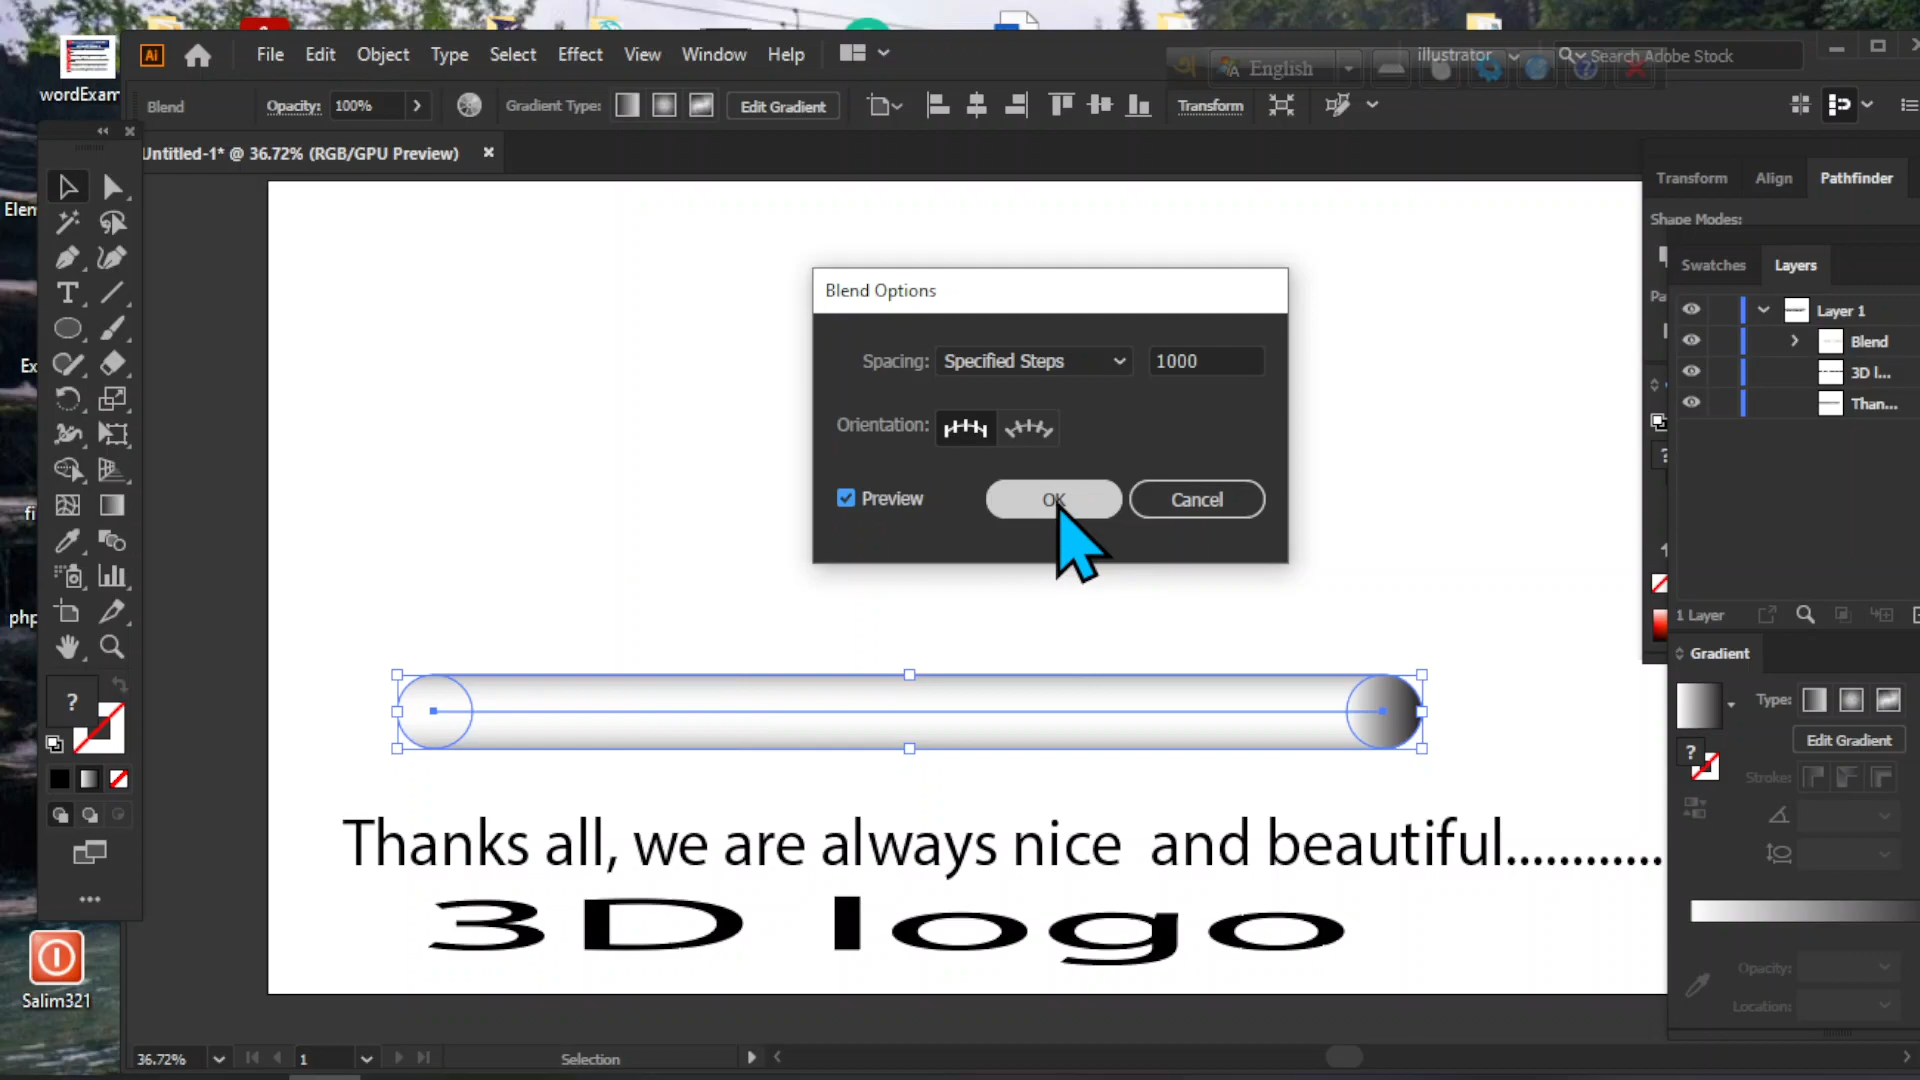 wordExam
File Edit Object Type Select Effect View Window Help
English
illustrator
Search Adobe Stock
Blend
Opacity: 100%
Gradient Type:
Edit Gradient
Transform
Untitled-1* @ 36.72% (RGB/GPU Preview)
Transform Align Pathfinder
Shape Modes:
Swatches Layers
Layer 1
Blend
3D l...
Than...
1 Layer
Blend Options
Spacing: Specified Steps 1000
Orientation:
Preview OK Cancel
Gradient
Type:
Edit Gradient
Stroke:
Opacity:
Location:
Thanks all, we are always nice and beautiful............
3D logo
Salim321
36.72% 1 Selection